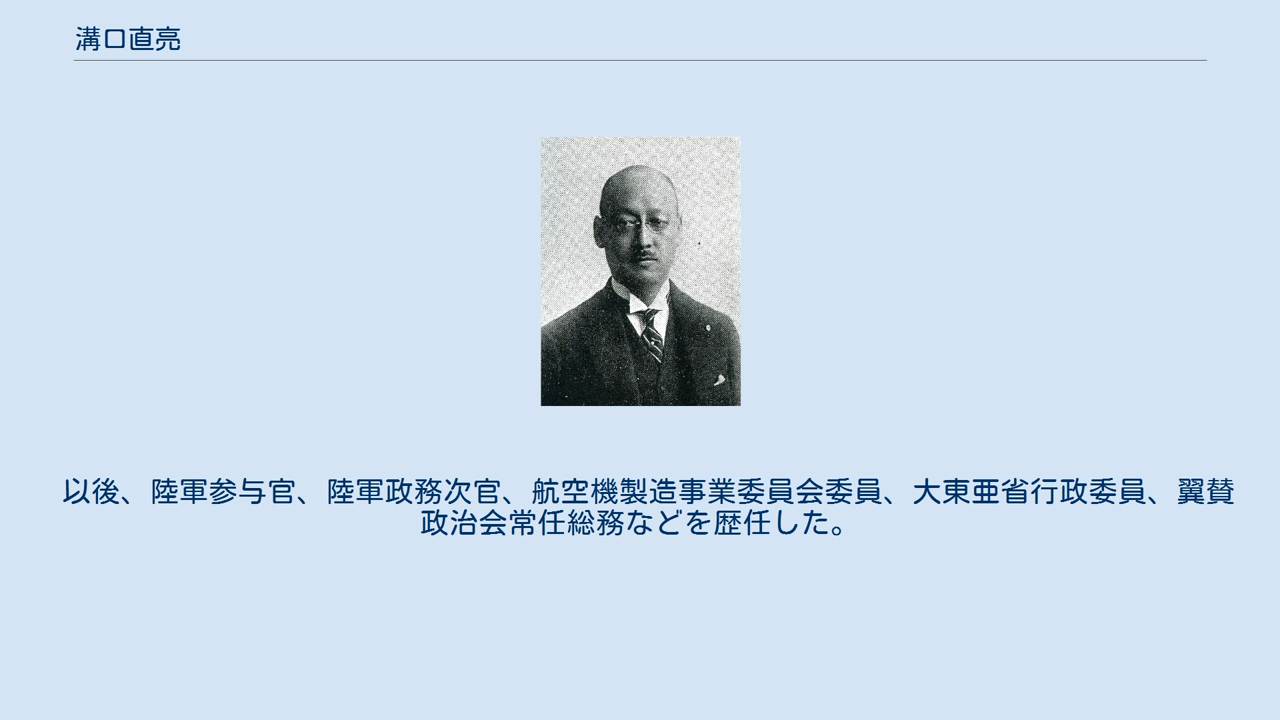 溝口直亮
以後、陸軍参与官、陸軍政務次官、航空機製造事業委員会委員、大東亜省行政委員、翼賛
政治会常任総務などを歴任した。